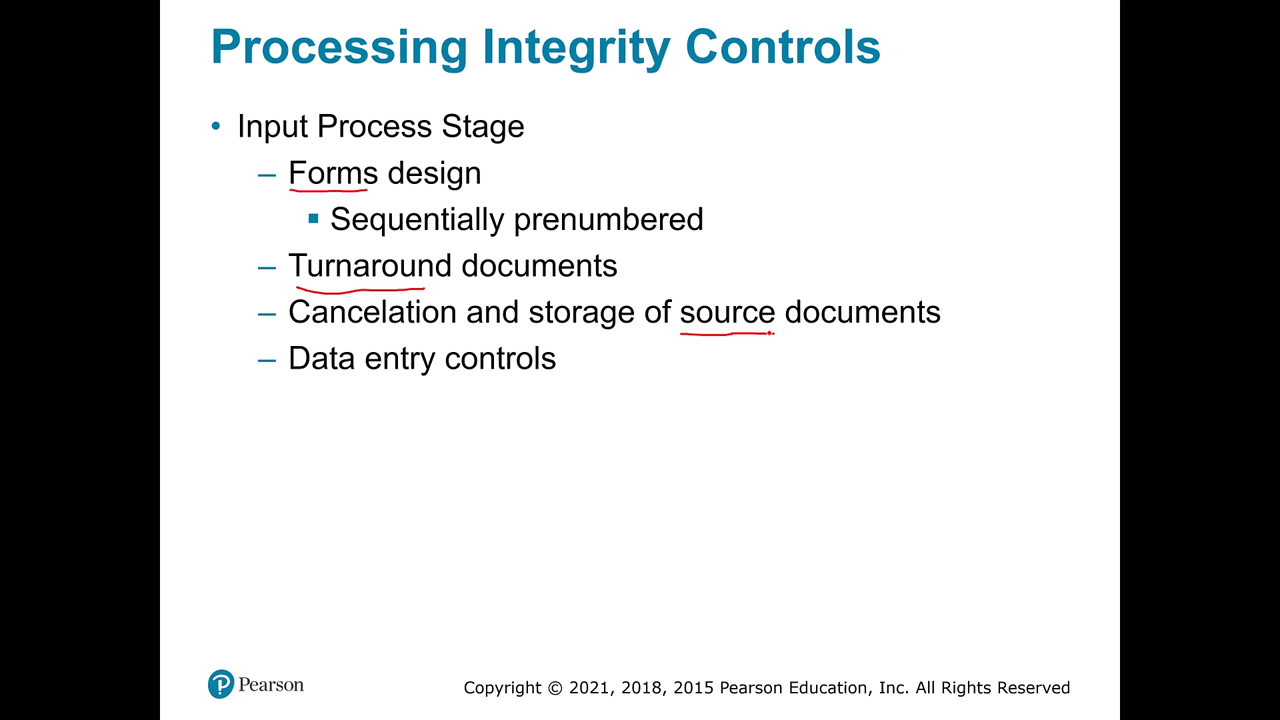 Processing Integrity Controls
• Input Process Stage
– Forms design
▪ Sequentially prenumbered
– Turnaround documents
– Cancelation and storage of source documents
– Data entry controls
Pearson
Copyright © 2021, 2018, 2015 Pearson Education, Inc. All Rights Reserved